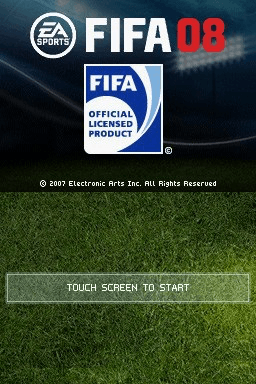 EA
SPORTS
FIFA 08
FIFA
OFFICIAL
LICENSED
PRODUCT
©
© 2007 Electronic Arts Inc. All Rights Reserved
TOUCH SCREEN TO START